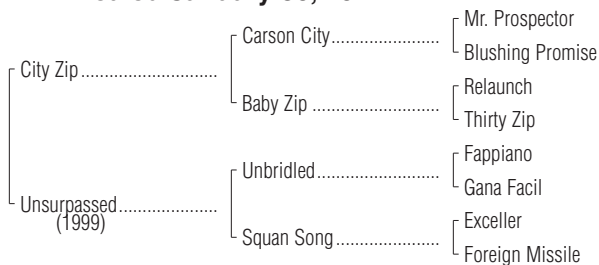 Carson City
Mr. Prospector
Blushing Promise
City Zip
Baby Zip
Relaunch
Thirty Zip
Unsurpassed
(1999)
Unbridled
Fappiano
Gana Facil
Squan Song
Exceller
Foreign Missile